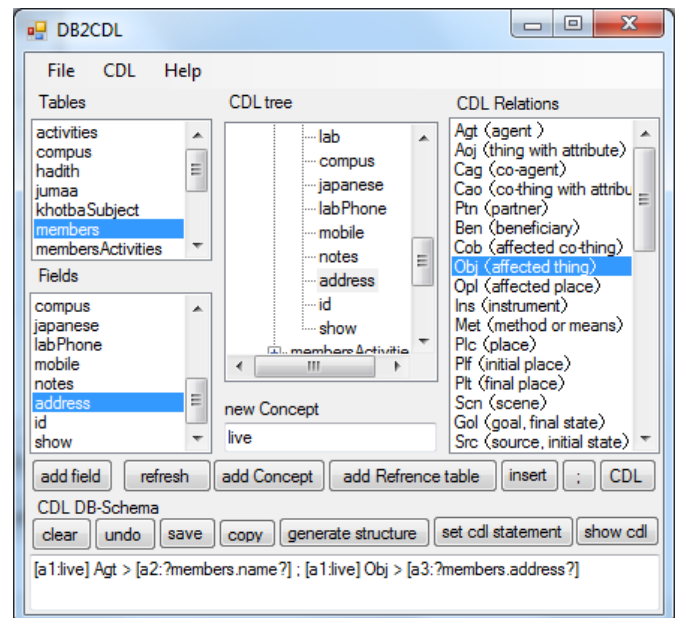 DB2CDL
File CDL Help
Tables
activities
compus
hadith
jumaa
khotbaSubject
members
membersActivities
Fields
compus
japanese
labPhone
mobile
notes
address
id
show
CDL tree
lab
compus
japanese
labPhone
mobile
notes
address
id
show
membersActivitie
new Concept
live
CDL Relations
Agt (agent )
Aoj (thing with attribute)
Cag (co-agent)
Cao (co-thing with attribu
Ptn (partner)
Ben (beneficiary)
Cob (affected co-thing)
Obj (affected thing)
Opl (affected place)
Ins (instrument)
Met (method or means)
Plc (place)
Plf (initial place)
Plt (final place)
Scn (scene)
Gol (goal, final state)
Src (source, initial state)
add field refresh add Concept add Refrence table insert ; CDL
CDL DB-Schema
clear undo save copy generate structure set cdl statement show cdl
[a1:live] Agt > [a2:?members.name?] ; [a1:live] Obj > [a3:?members.address?]